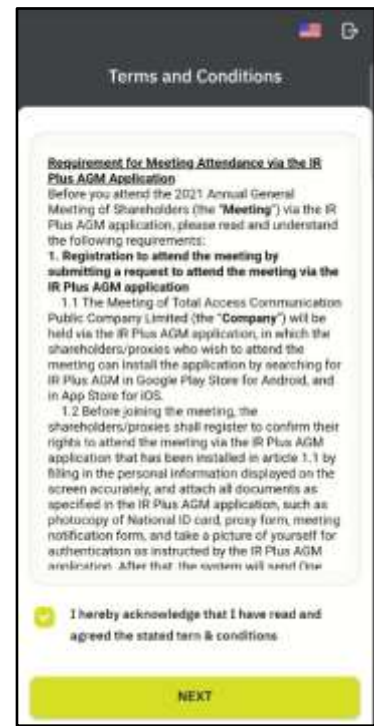 Terms and Conditions
Requirement for Meeting Attendance via the IR
Plus AGM Application
Before you attend the 2021 Annual General
Meeting of Shareholders (the "Meeting") via the IR
Plus AGM application, please read and understand
the following requirements:
1. Registration to attend the meeting by
submitting a request to attend the meeting via the
IR Plus AGM application
1.1 The Meeting of Total Access Communication
Public Company Limited (the "Company") will be
held via the IR Plus AGM application, in which the
shareholders/proxies who wish to attend the
meeting can install the application by searching for
IR Plus AGM in Google Play Store for Android, and
in App Store for iOS.
1.2 Before joining the meeting, the
shareholders/proxies shall register to confirm their
rights to attend the meeting via the IR Plus AGM
application that has been installed in article 1.1 by
filling in the personal information displayed on the
screen accurately, and attach all documents as
specified in the IR Plus AGM application, such as
photocopy of National ID card, proxy form, meeting
notification form, and take a picture of yourself for
authentication as instructed by the IR Plus AGM
application. After that, the system will send One
I hereby acknowledge that I have read and
agreed the stated tern & conditions
NEXT